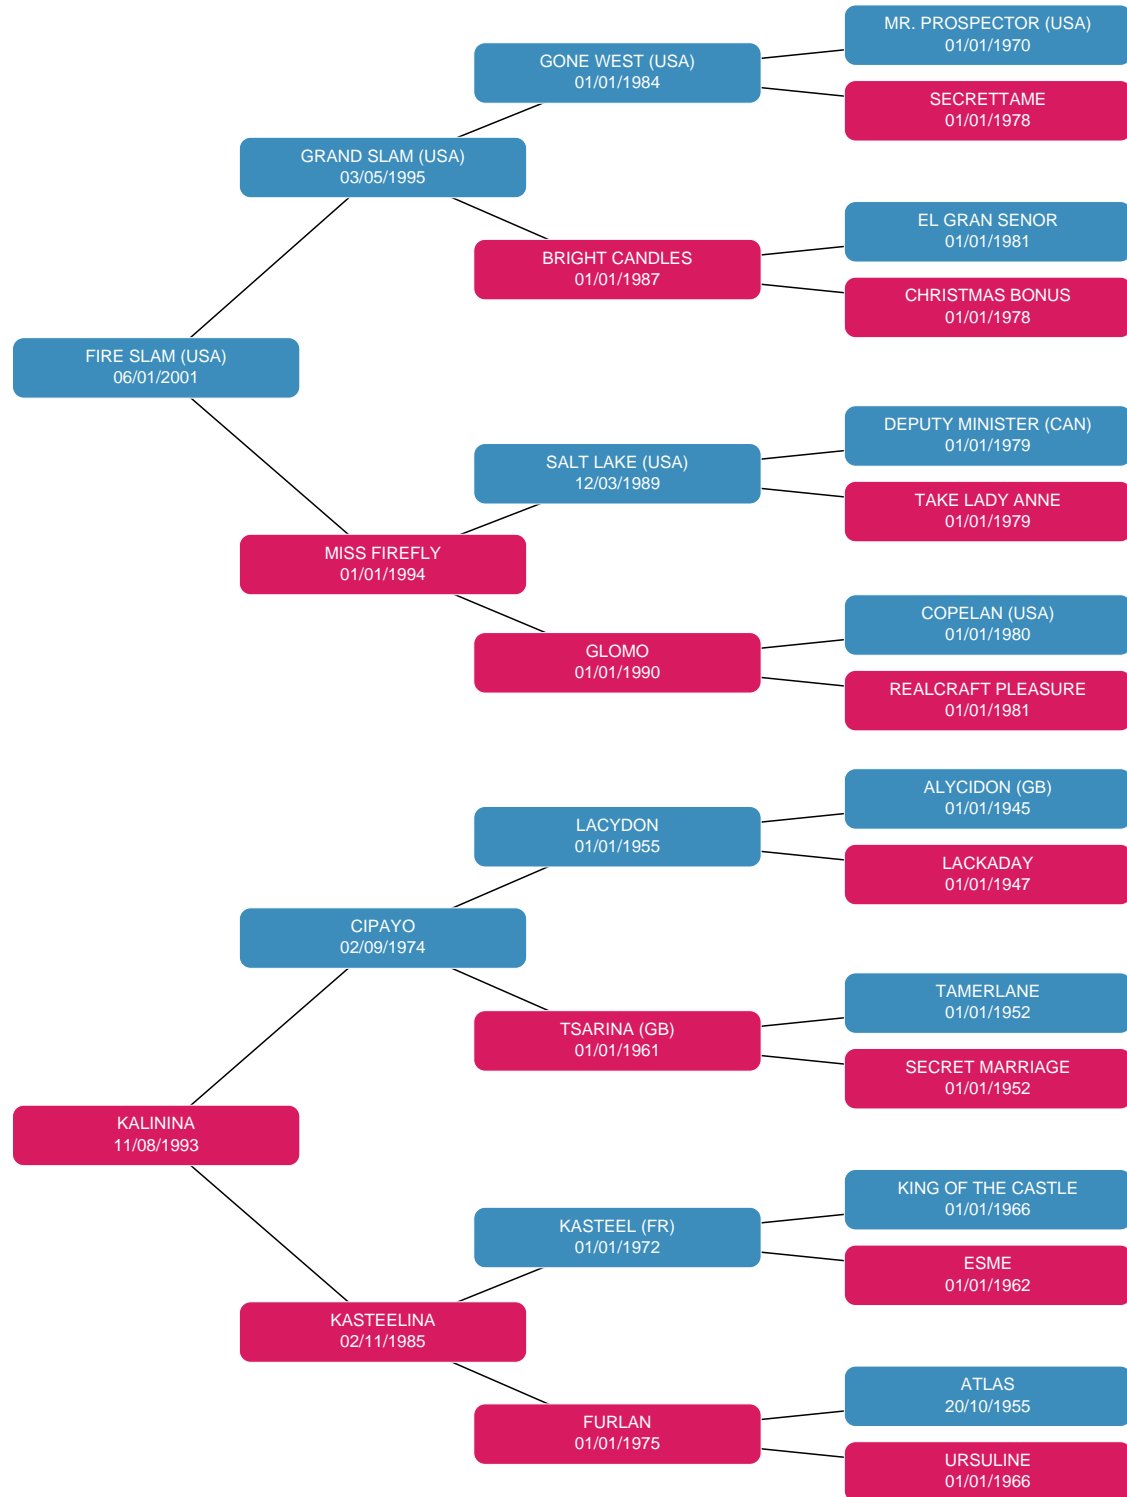 MR. PROSPECTOR (USA)
01/01/1970
GONE WEST (USA)
01/01/1984
SECRETTAME
01/01/1978
GRAND SLAM (USA)
03/05/1995
EL GRAN SENOR
01/01/1981
BRIGHT CANDLES
01/01/1987
CHRISTMAS BONUS
01/01/1978
FIRE SLAM (USA)
06/01/2001
DEPUTY MINISTER (CAN)
01/01/1979
SALT LAKE (USA)
12/03/1989
TAKE LADY ANNE
01/01/1979
MISS FIREFLY
01/01/1994
COPELAN (USA)
01/01/1980
GLOMO
01/01/1990
REALCRAFT PLEASURE
01/01/1981
ALYCIDON (GB)
01/01/1945
LACYDON
01/01/1955
LACKADAY
01/01/1947
CIPAYO
02/09/1974
TAMERLANE
01/01/1952
TSARINA (GB)
01/01/1961
SECRET MARRIAGE
01/01/1952
KALININA
11/08/1993
KING OF THE CASTLE
01/01/1966
KASTEEL (FR)
01/01/1972
ESME
01/01/1962
KASTEELINA
02/11/1985
ATLAS
20/10/1955
FURLAN
01/01/1975
URSULINE
01/01/1966